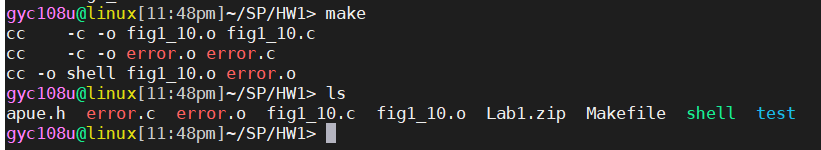 gyc108u@linux[11:48pm]~/SP/HW1> make
cc    -c -o fig1_10.o fig1_10.c
cc    -c -o error.o error.c
cc -o shell fig1_10.o error.o
gyc108u@linux[11:48pm]~/SP/HW1> ls
apue.h  error.c  error.o  fig1_10.c  fig1_10.o  Lab1.zip  Makefile  shell  test
gyc108u@linux[11:48pm]~/SP/HW1>